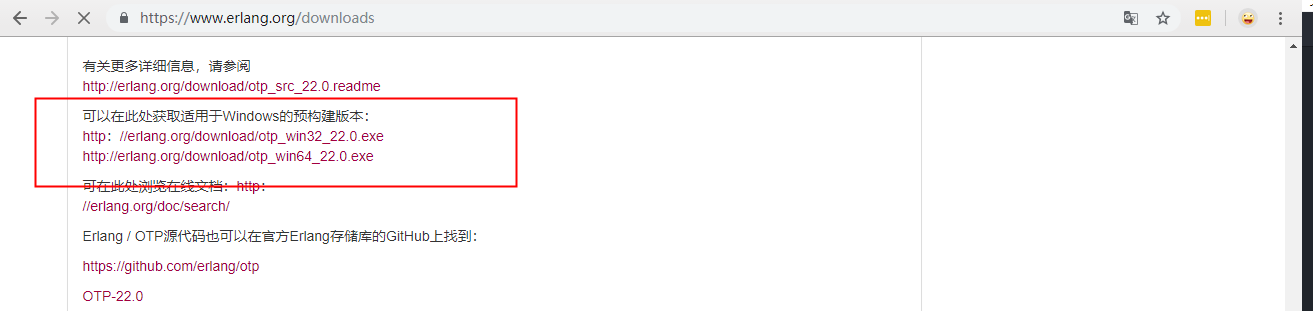 https://www.erlang.org/downloads
有关更多详细信息，请参阅
http://erlang.org/download/otp_src_22.0.readme
可以在此处获取适用于Windows的预构建版本：
http：//erlang.org/download/otp_win32_22.0.exe
http://erlang.org/download/otp_win64_22.0.exe
可在此处浏览在线文档：http：
//erlang.org/doc/search/
Erlang / OTP源代码也可以在官方Erlang存储库的GitHub上找到：
https://github.com/erlang/otp
OTP-22.0